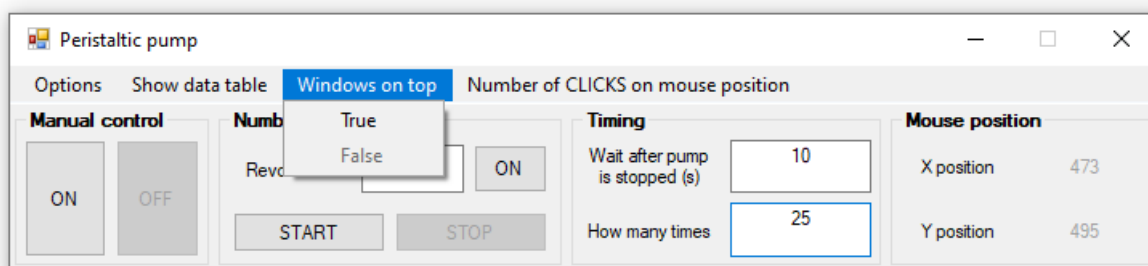 Peristaltic pump
Options Show data table Windows on top Number of CLICKS on mouse position
True
False
Manual control
ON OFF
ON
START STOP
Timing
Wait after pump
is stopped (s) 10
How many times 25
Mouse position
X position 473
Y position 495